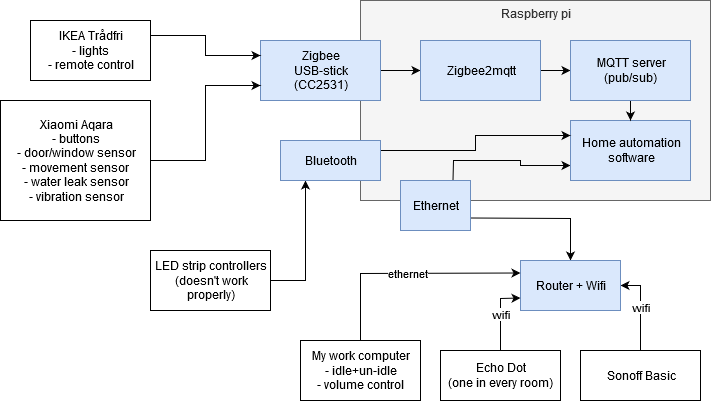 Raspberry pi
IKEA Trådfri
- lights
- remote control
Zigbee
USB-stick
(CC2531)
Zigbee2mqtt
MQTT server
(pub/sub)
Xiaomi Aqara
- buttons
- door/window sensor
- movement sensor
- water leak sensor
- vibration sensor
Bluetooth
Home automation
software
Ethernet
LED strip controllers
(doesn't work
properly)
ethernet
Router + Wifi
wifi
wifi
My work computer
- idle+un-idle
- volume control
Echo Dot
(one in every room)
Sonoff Basic